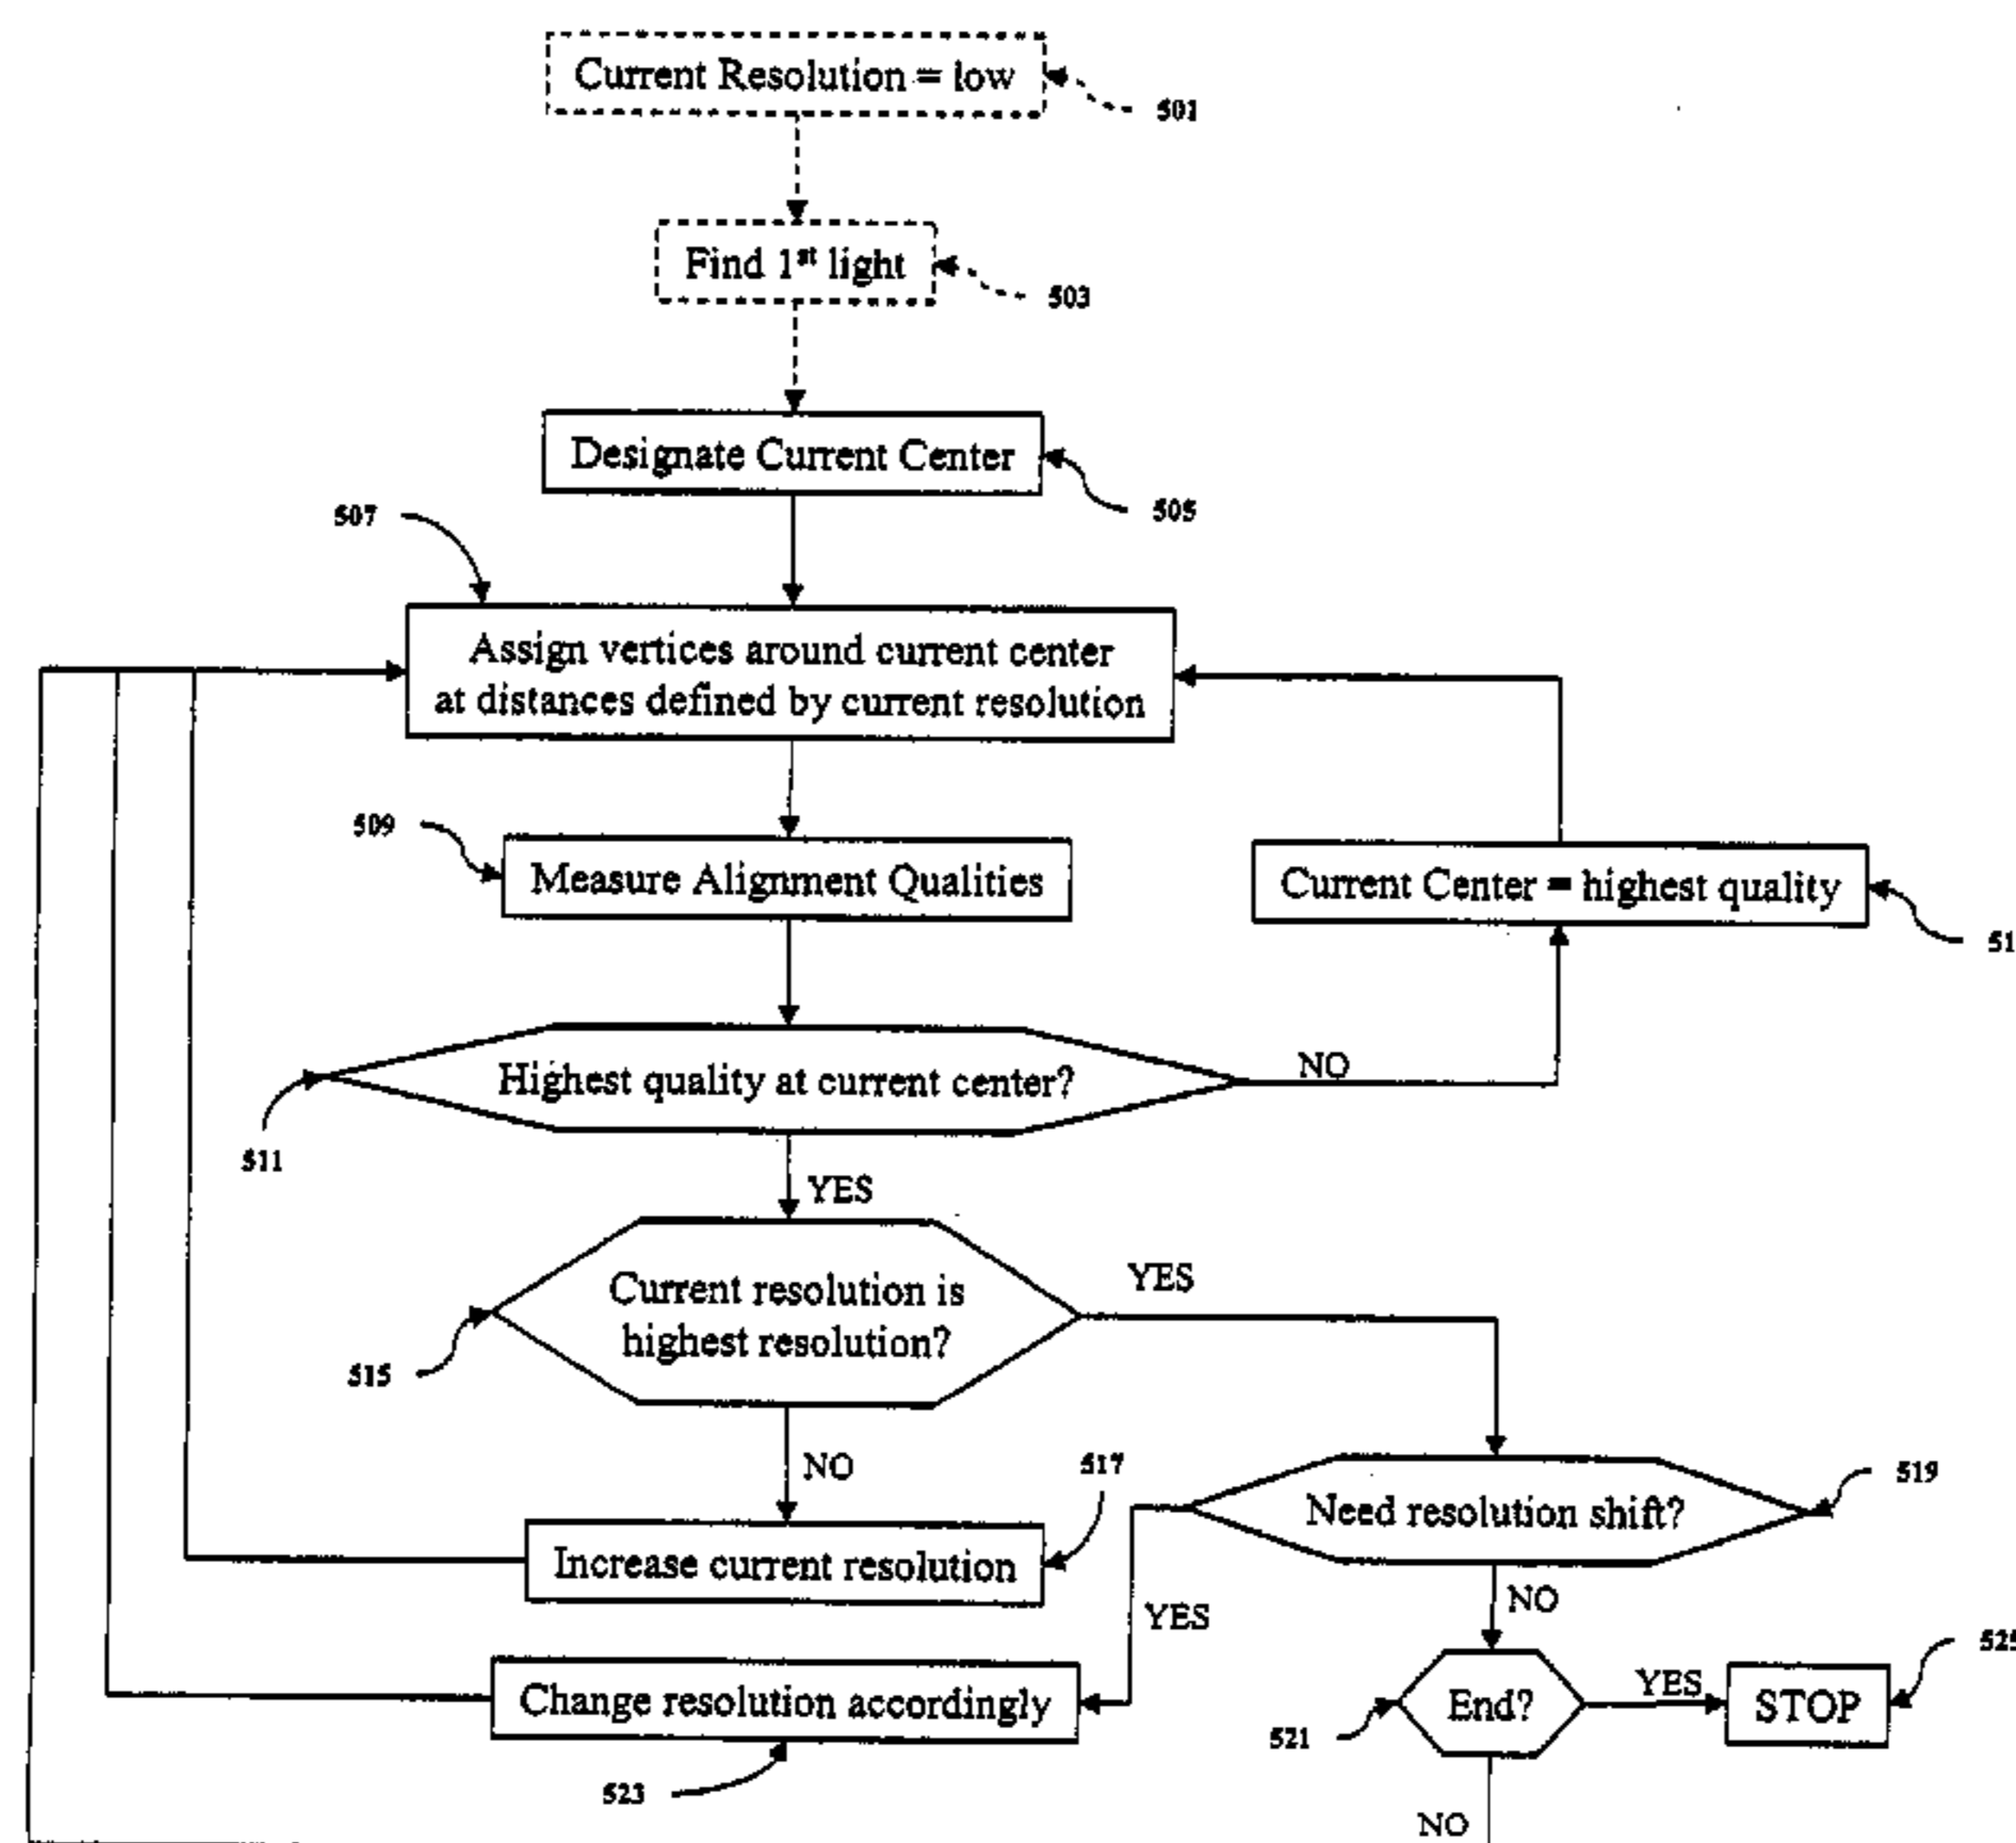 Current Resolution = low
501
Find 1st light
503
Designate Current Center
505
507
Assign vertices around current center
at distances defined by current resolution
509
Measure Alignment Qualities
Current Center = highest quality
51
Highest quality at current center?
NO
511
YES
Current resolution is
highest resolution?
YES
515
NO
517
519
Need resolution shift?
Increase current resolution
NO
YES
525
Change resolution accordingly
End?
YES
STOP
521
523
NO